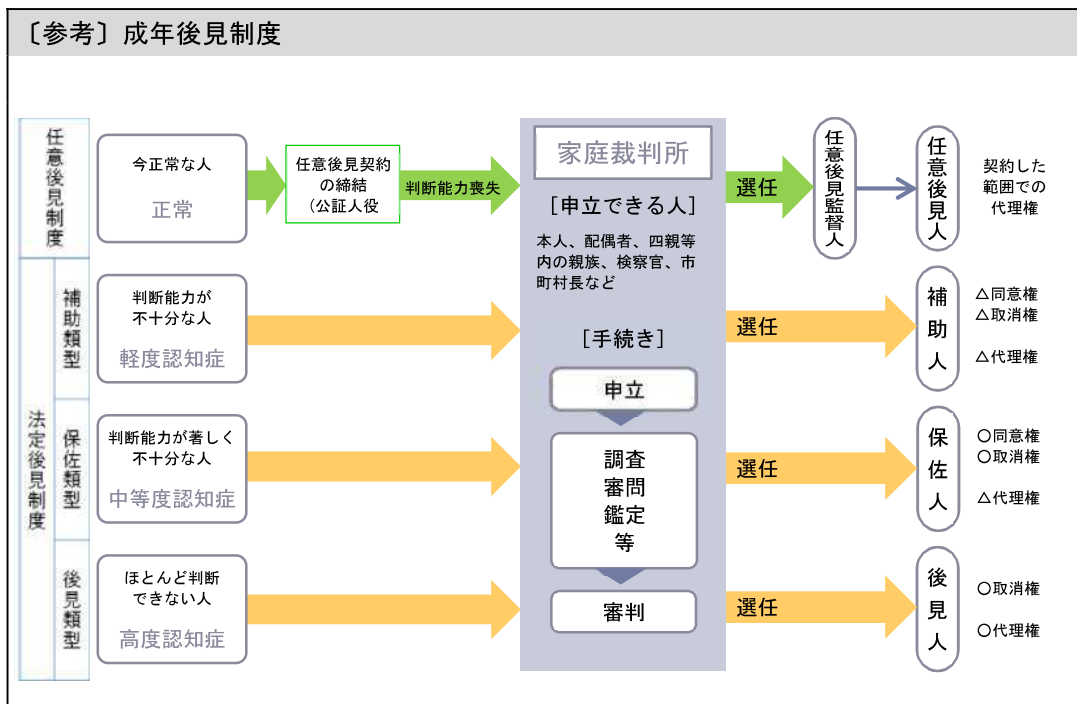 〔参考〕成年後見制度
任意後見制度
今正常な人
正常
任意後見契約
の締結
（公証人役
判断能力喪失
家庭裁判所
[申立できる人]
本人、配偶者、四親等
内の親族、検察官、市
町村長など
選任
任意後見監督人
任意後見人
契約した
範囲での
代理権
法定後見制度
補助類型
判断能力が
不十分な人
軽度認知症
[手続き]
申立
選任
補助人
△同意権
△取消権
△代理権
保佐類型
判断能力が著しく
不十分な人
中等度認知症
調査
審問
鑑定
等
選任
保佐人
〇同意権
〇取消権
△代理権
後見類型
ほとんど判断
できない人
高度認知症
審判
選任
後見人
〇取消権
〇代理権